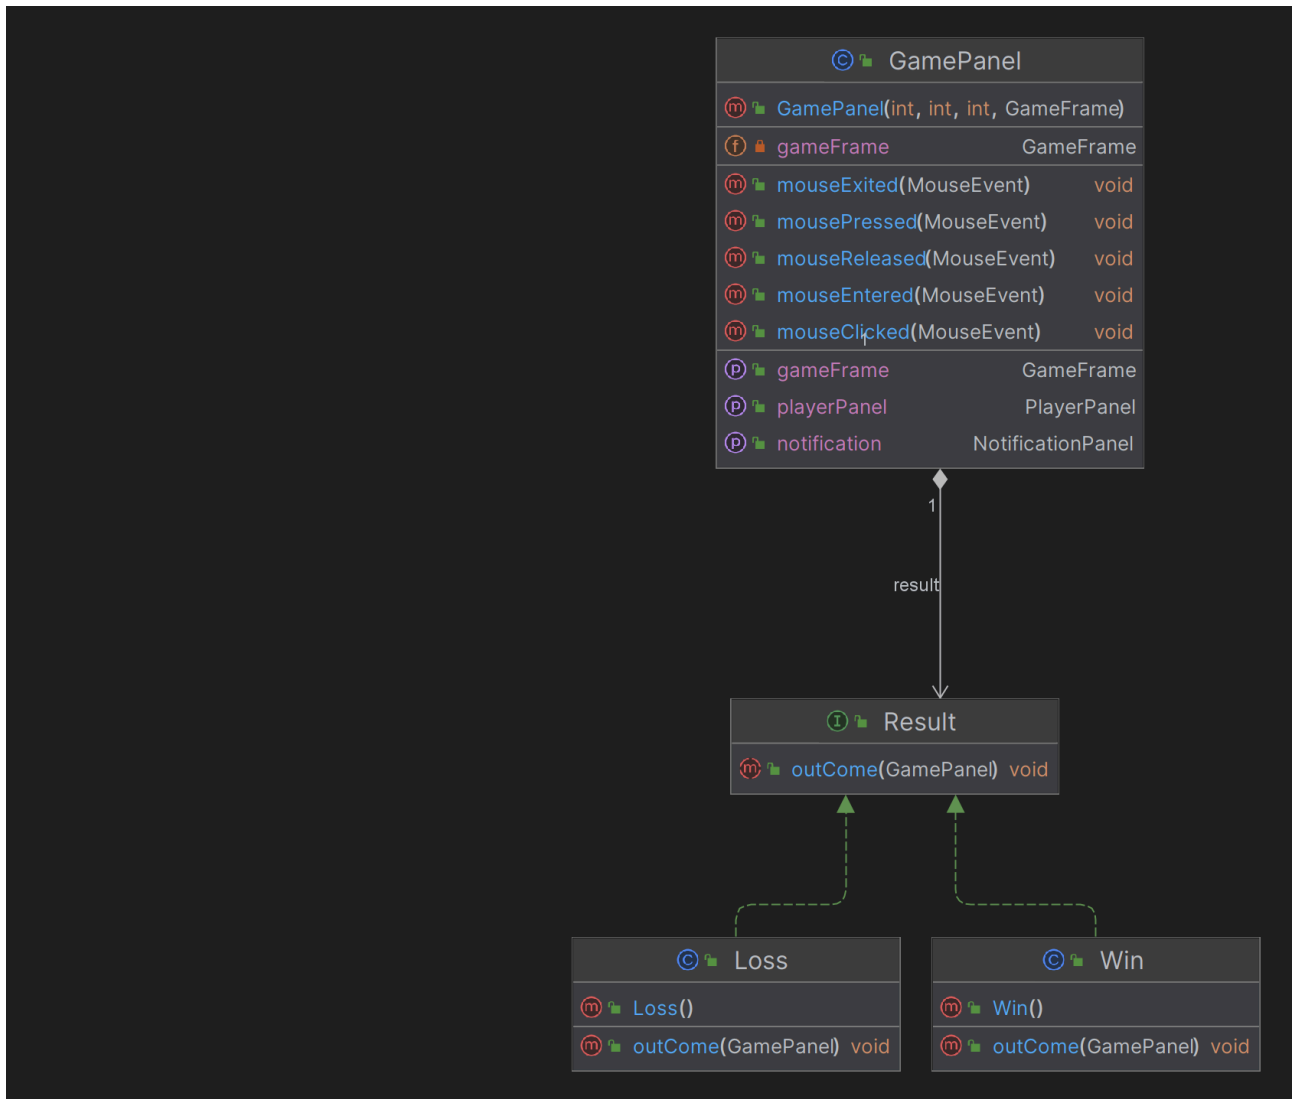 GamePanel
GamePanel(int, int, int, GameFrame)
gameFrame GameFrame
mouseExited(MouseEvent) void
mousePressed(MouseEvent) void
mouseReleased(MouseEvent) void
mouseEntered(MouseEvent) void
mouseClicked(MouseEvent) void
gameFrame GameFrame
playerPanel PlayerPanel
notification NotificationPanel
1
result
Result
outCome(GamePanel) void
Loss
Loss()
outCome(GamePanel) void
Win
Win()
outCome(GamePanel) void